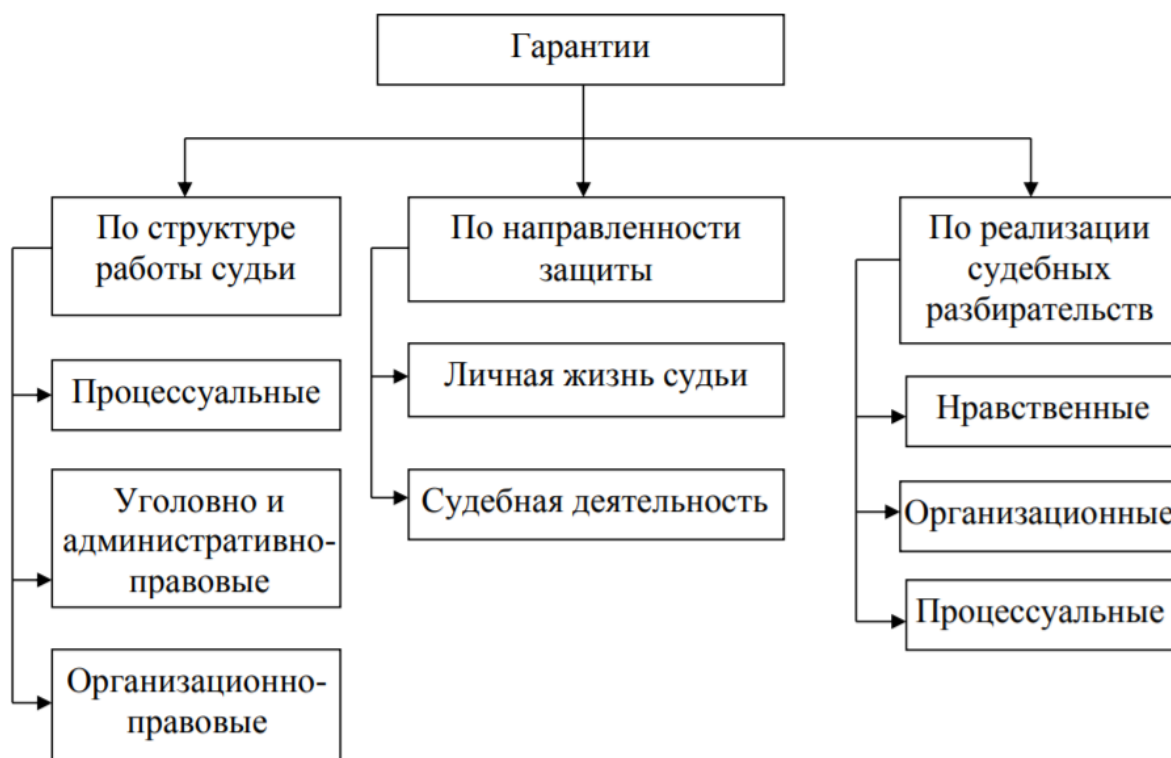 Гарантии
По структуре
работы судьи
Процессуальные
Уголовно и
административно-
правовые
Организационно-
правовые
По направленности
защиты
Личная жизнь судьи
Судебная деятельность
По реализации
судебных
разбирательств
Нравственные
Организационные
Процессуальные